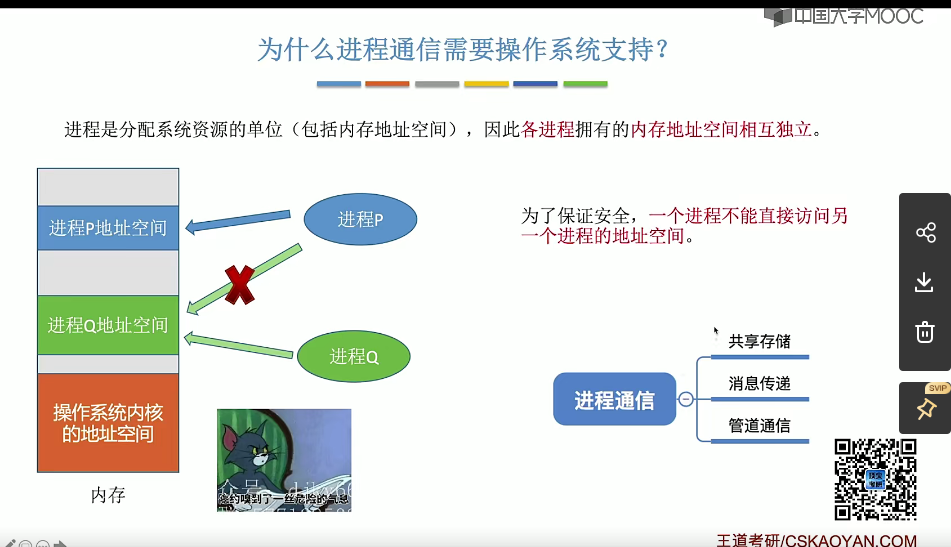 中国大学MOOC
为什么进程通信需要操作系统支持？
进程是分配系统资源的单位（包括内存地址空间），因此各进程拥有的内存地址空间相互独立。
进程P地址空间
进程P
为了保证安全，一个进程不能直接访问另
一个进程的地址空间。
进程Q地址空间
进程Q
操作系统内核
的地址空间
内存
共享存储
消息传递
管道通信
进程通信
SVIP
嗅到了一丝危险的气息
王道考研/CSKAOYAN.COM